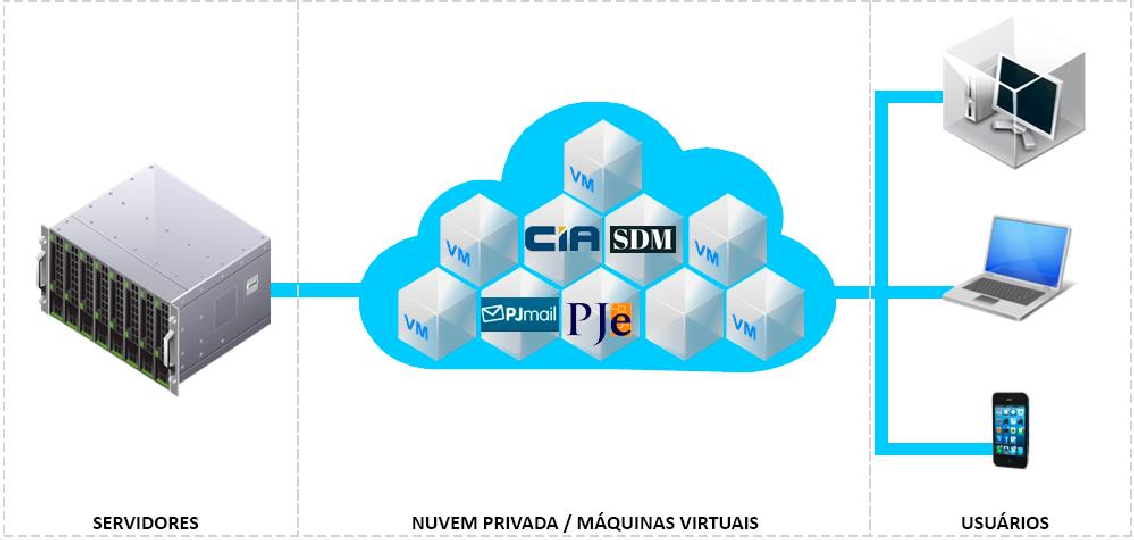 VM
VM
CIA
SDM
VM
VM
PJmail
PJe
VM
SERVIDORES
NUVEM PRIVADA / MÁQUINAS VIRTUAIS
USUÁRIOS